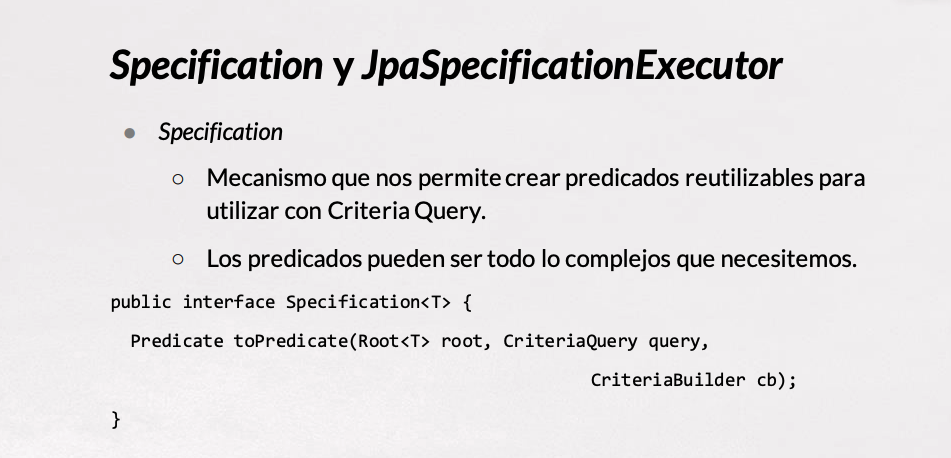 Specification y JpaSpecificationExecutor
● Specification
○ Mecanismo que nos permite crear predicados reutilizables para
utilizar con Criteria Query.
○ Los predicados pueden ser todo lo complejos que necesitemos.
public interface Specification<T> {
Predicate toPredicate(Root<T> root, CriteriaQuery query,
CriteriaBuilder cb);
}